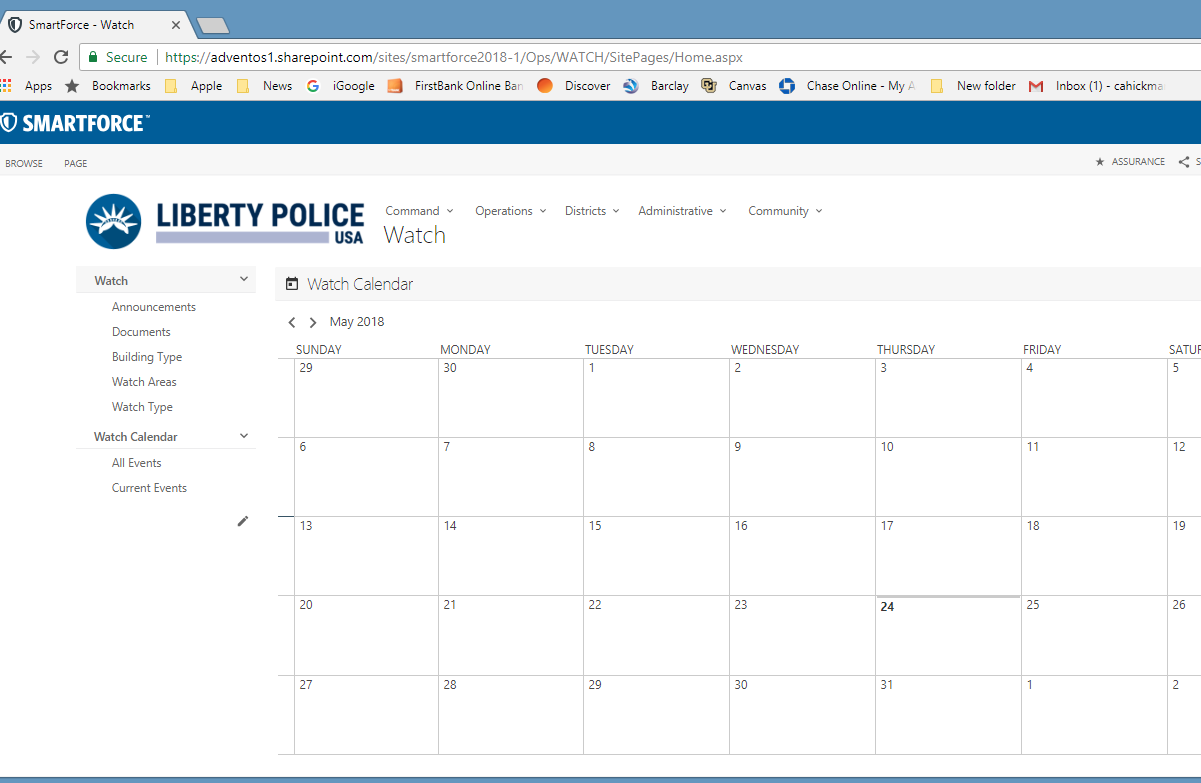 SmartForce - Watch
Secure https://adventos1.sharepoint.com/sites/smartforce2018-1/Ops/WATCH/SitePages/Home.aspx
Apps Bookmarks Apple News iGoogle FirstBank Online Ban Discover Barclay Canvas Chase Online - My A New folder Inbox (1) - cahickma
SMARTFORCE™
BROWSE PAGE ASSURANCE S
LIBERTY POLICE
USA
Command Operations Districts Administrative Community
Watch
Watch
Announcements
Documents
Building Type
Watch Areas
Watch Type
Watch Calendar
All Events
Current Events
Watch Calendar
May 2018
SUNDAY MONDAY TUESDAY WEDNESDAY THURSDAY FRIDAY SATUR
29 30 1 2 3 4 5
6 7 8 9 10 11 12
13 14 15 16 17 18 19
20 21 22 23 24 25 26
27 28 29 30 31 1 2